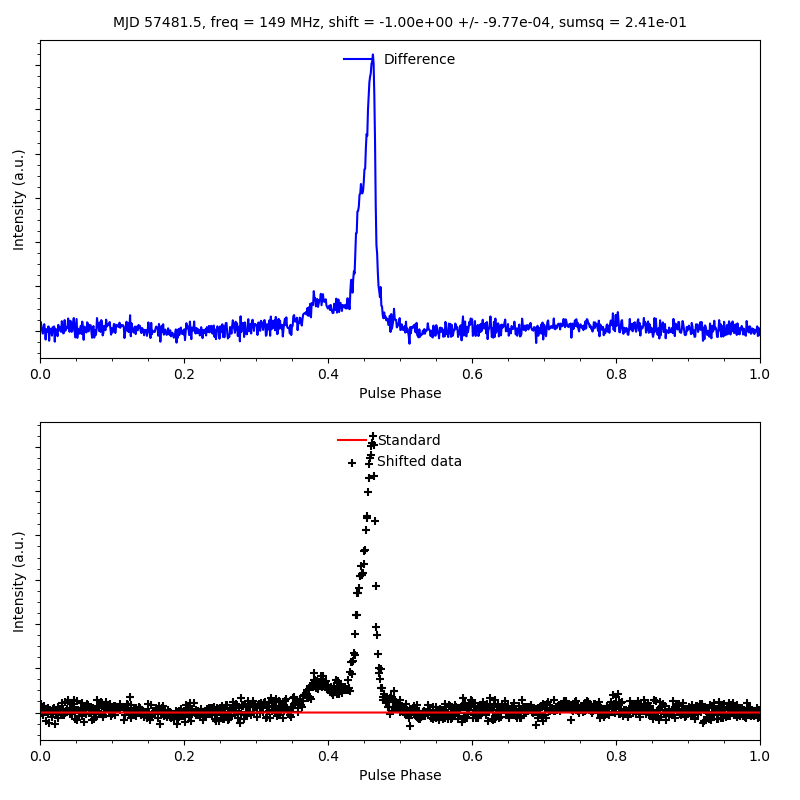 MJD 57481.5, freq = 149 MHz, shift = -1.00e+00 +/- -9.77e-04, sumsq = 2.41e-01
Difference
Intensity (a.u.)
0.0 0.2 0.4 0.6 0.8 1.0
Pulse Phase
Standard
Shifted data
Intensity (a.u.)
0.0 0.2 0.4 0.6 0.8 1.0
Pulse Phase